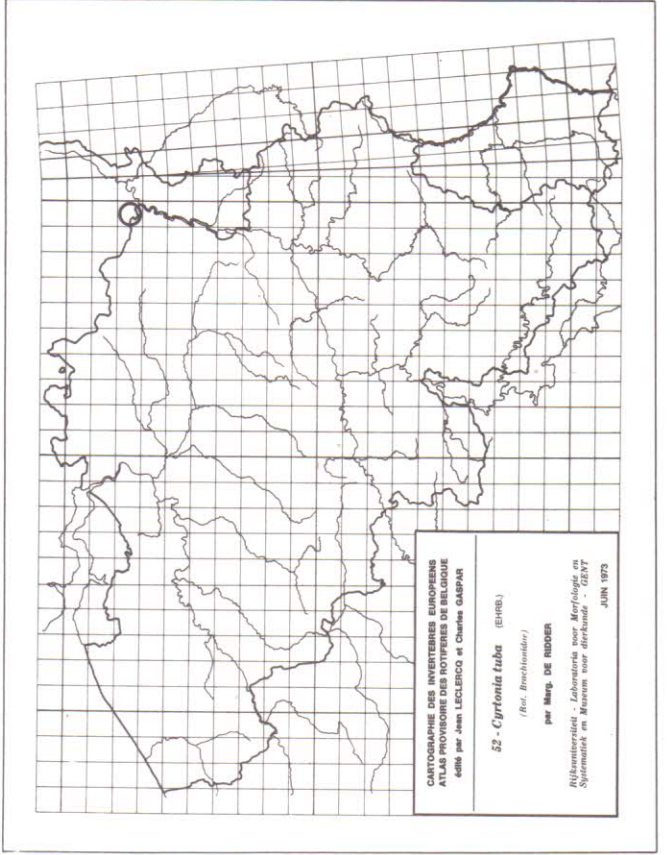 CARTOGRAPHIE DES INVERTEBRES EUROPEENS
ATLAS PROVISOIRE DES ROTIFERES DE BELGIQUE
édité par Jean LECLERCQ et Charles GASPAR
52 - Cyrtonia tuba (EHRB.)
(Rot. Brachionidae)
par Marg. DE RIDDER
Rijksuniversiteit - Laboratoria voor Morfologie en
Systematiek en Museum voor dierkunde - GENT
JUIN 1973